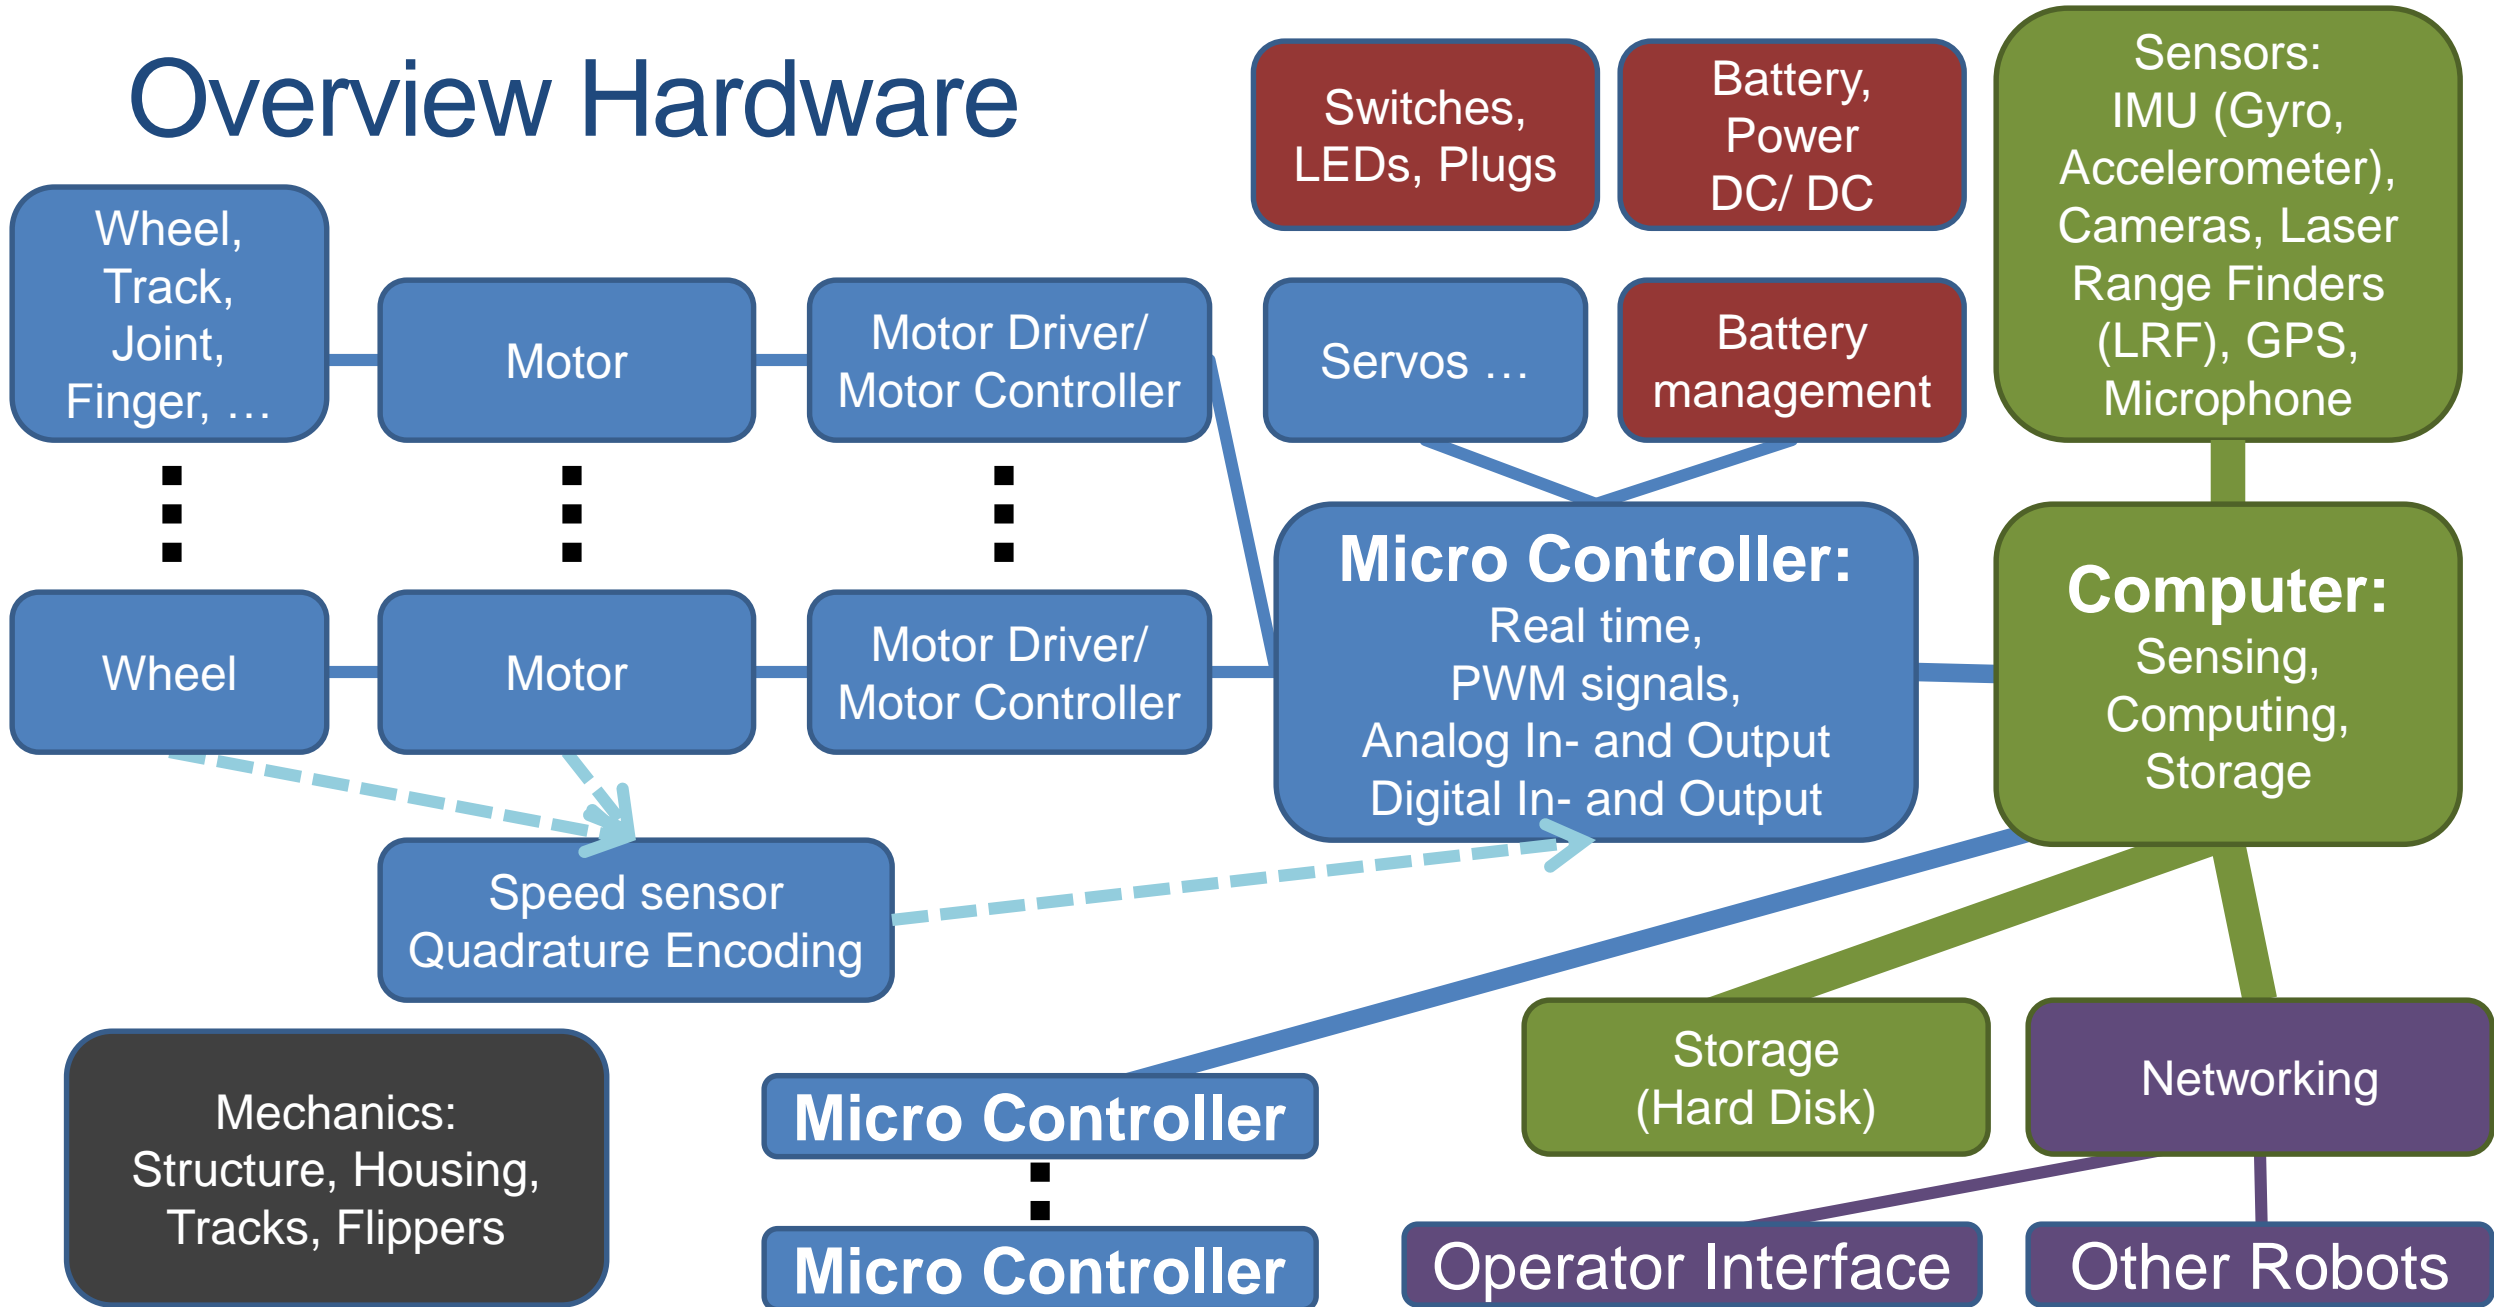 Overview Hardware
Switches,
LEDs, Plugs
Battery,
Power
DC/ DC
Sensors:
IMU (Gyro,
Accelerometer),
Cameras, Laser
Range Finders
(LRF), GPS,
Microphone
Wheel,
Track,
Joint,
Finger, …
Motor
Motor Driver/
Motor Controller
Servos …
Battery
management
Wheel
Motor
Motor Driver/
Motor Controller
Micro Controller:
Real time,
PWM signals,
Analog In- and Output
Digital In- and Output
Computer:
Sensing,
Computing,
Storage
Speed sensor
Quadrature Encoding
Mechanics:
Structure, Housing,
Tracks, Flippers
Micro Controller
Micro Controller
Storage
(Hard Disk)
Networking
Operator Interface
Other Robots